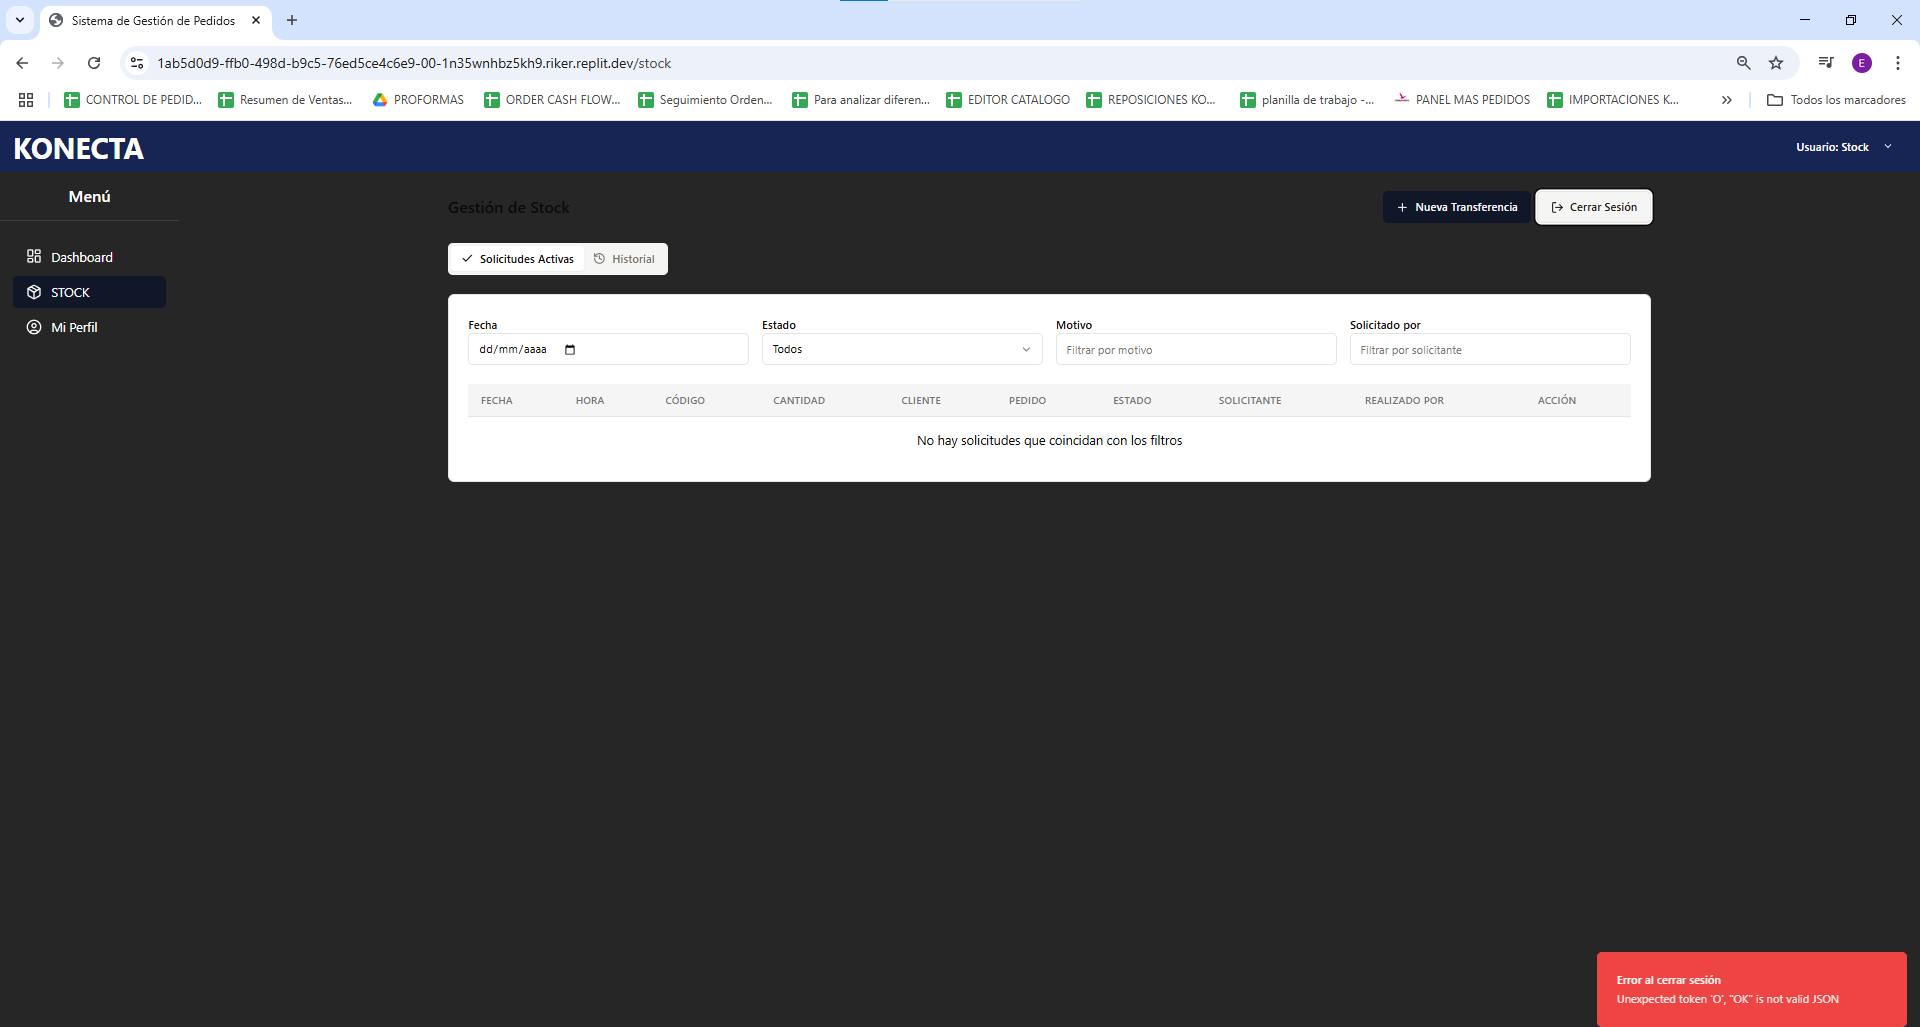 Sistema de Gestión de Pedidos
1ab5d0d9-ffb0-498d-b9c5-76ed5ce4c6e9-00-1n35wnhbz5kh9.riker.replit.dev/stock
E
CONTROL DE PEDID...
Resumen de Ventas...
PROFORMAS
ORDER CASH FLOW...
Seguimiento Orden...
Para analizar diferen...
EDITOR CATALOGO
REPOSICIONES KO...
planilla de trabajo -...
PANEL MAS PEDIDOS
IMPORTACIONES K...
Todos los marcadores
KONECTA
Usuario: Stock
Menú
Dashboard
STOCK
Mi Perfil
Gestión de Stock
Nueva Transferencia
Cerrar Sesión
Solicitudes Activas
Historial
Fecha
Estado
Motivo
Solicitado por
dd/mm/aaaa
Todos
Filtrar por motivo
Filtrar por solicitante
FECHA
HORA
CÓDIGO
CANTIDAD
CLIENTE
PEDIDO
ESTADO
SOLICITANTE
REALIZADO POR
ACCIÓN
No hay solicitudes que coincidan con los filtros
Error al cerrar sesión
Unexpected token 'O', "OK" is not valid JSON